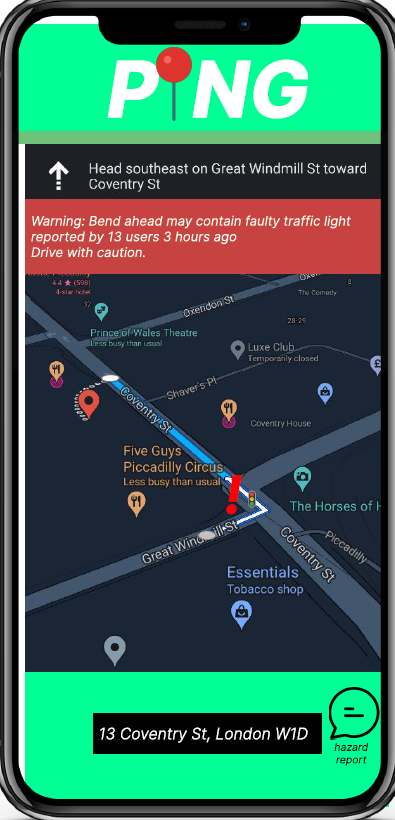 PING
Head southeast on Great Windmill St toward
Coventry St
Warning: Bend ahead may contain faulty traffic light
reported by 13 users 3 hours ago
Drive with caution.
4.4 ★ (598)
4-star hotel
32
Oxendon St
Oxen
8
The Comedy
28-29
Prince of Wales Theatre
Less busy than usual
Luxe Club
Temporarily closed
Shaver's Pl
Coventry St
Coventry House
Five Guys
Piccadilly Circus
Less busy than usual
The Horses of H
Great Windmill St
Coventry St
Piccadilly
Essentials
Tobacco shop
13 Coventry St, London W1D
hazard
report